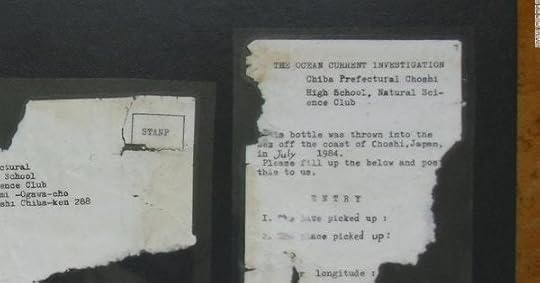 STAMP
ctural
School
ence Club
mi -Ogawa-cho
shi Chiba-ken 288
THE OCEAN CURRENT INVESTIGATION
Chiba Prefectural Choshi
High School, Natural Sci-
ence Club
is bottle was thrown into the
sea off the coast of Choshi,Japan,
in July 1984.
Please fill up the below and pos
this to us.
ENTRY
1. picked up :
2. place picked up:
longitude :